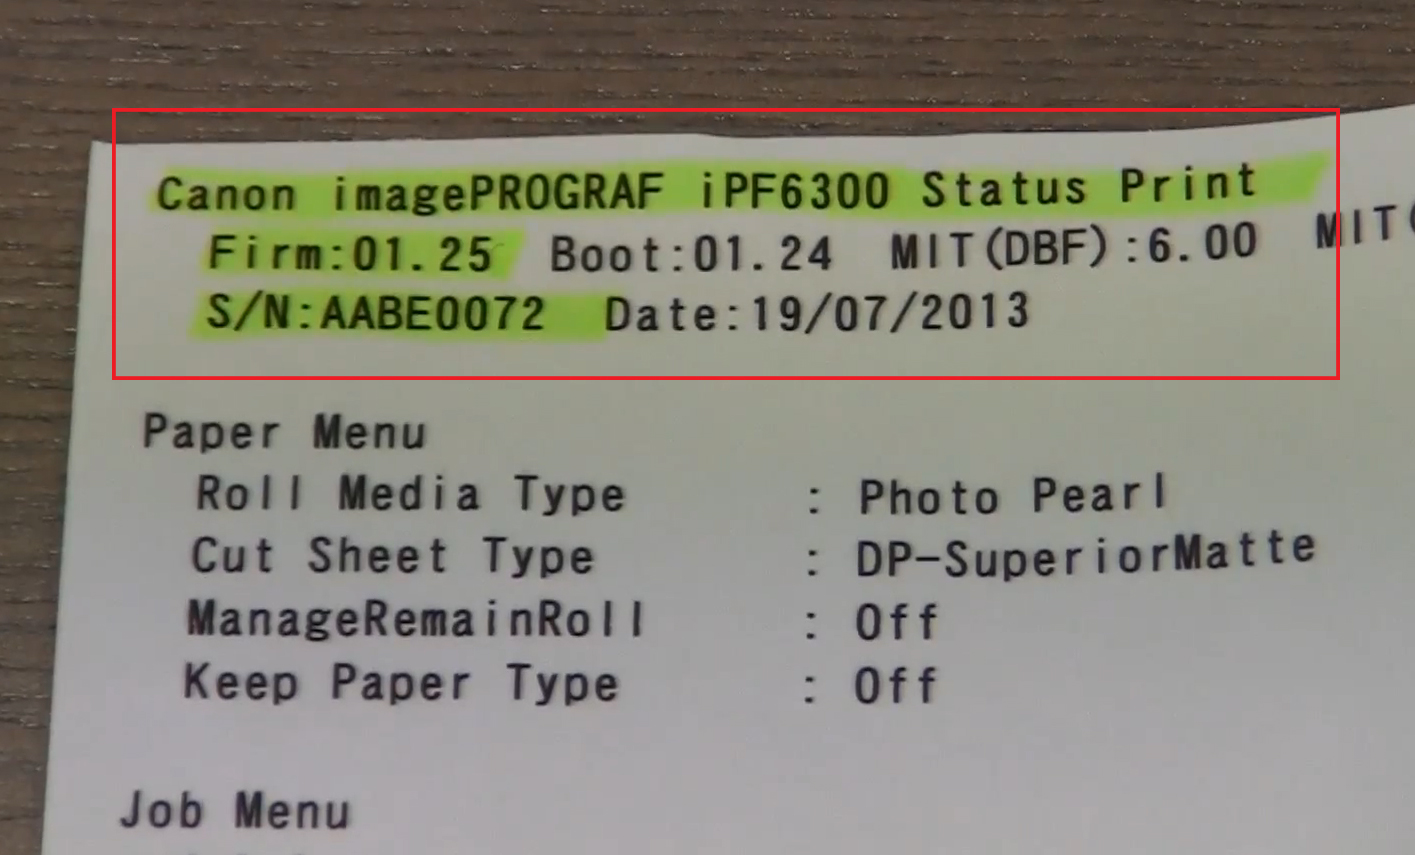 Canon imagePROGRAF iPF6300 Status Print
Firm:01.25 Boot:01.24 MIT(DBF):6.00 MIT(
S/N:AABE0072 Date:19/07/2013
Paper Menu
Roll Media Type : Photo Pearl
Cut Sheet Type : DP-SuperiorMatte
ManageRemainRoll : Off
Keep Paper Type : Off
Job Menu